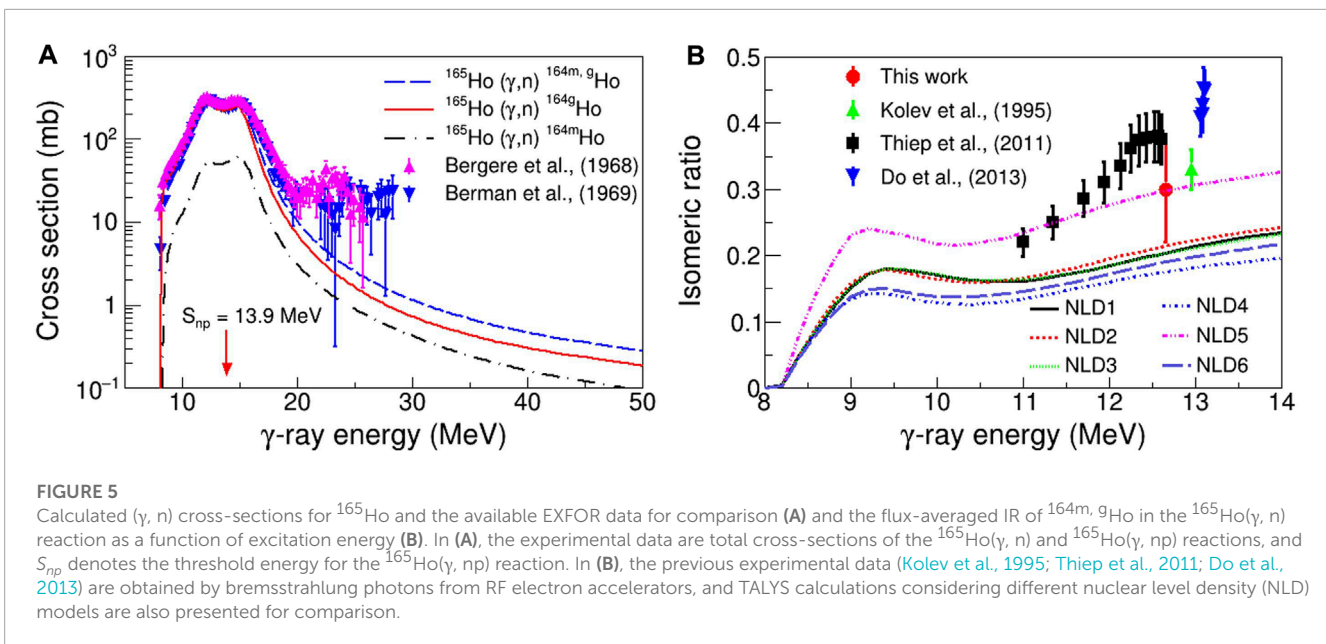 A
10³
10²
10
1
10⁻¹
Cross section (mb)
¹⁶⁵Ho (γ,n) ¹⁶⁴ᵐ, ᵍHo
¹⁶⁵Ho (γ,n) ¹⁶⁴ᵍHo
¹⁶⁵Ho (γ,n) ¹⁶⁴ᵐHo
Bergere et al., (1968)
Berman et al., (1969)
Snp = 13.9 MeV
10 20 30 40 50
γ-ray energy (MeV)
B
0.5
0.4
0.3
0.2
0.1
0
Isomeric ratio
This work
Kolev et al., (1995)
Thiep et al., (2011)
Do et al., (2013)
NLD1 NLD4
NLD2 NLD5
NLD3 NLD6
8 9 10 11 12 13 14
γ-ray energy (MeV)
FIGURE 5
Calculated (γ, n) cross-sections for ¹⁶⁵Ho and the available EXFOR data for comparison (A) and the flux-averaged IR of ¹⁶⁴ᵐ, ᵍHo in the ¹⁶⁵Ho(γ, n)
reaction as a function of excitation energy (B). In (A), the experimental data are total cross-sections of the ¹⁶⁵Ho(γ, n) and ¹⁶⁵Ho(γ, np) reactions, and
Snp denotes the threshold energy for the ¹⁶⁵Ho(γ, np) reaction. In (B), the previous experimental data (Kolev et al., 1995; Thiep et al., 2011; Do et al.,
2013) are obtained by bremsstrahlung photons from RF electron accelerators, and TALYS calculations considering different nuclear level density (NLD)
models are also presented for comparison.